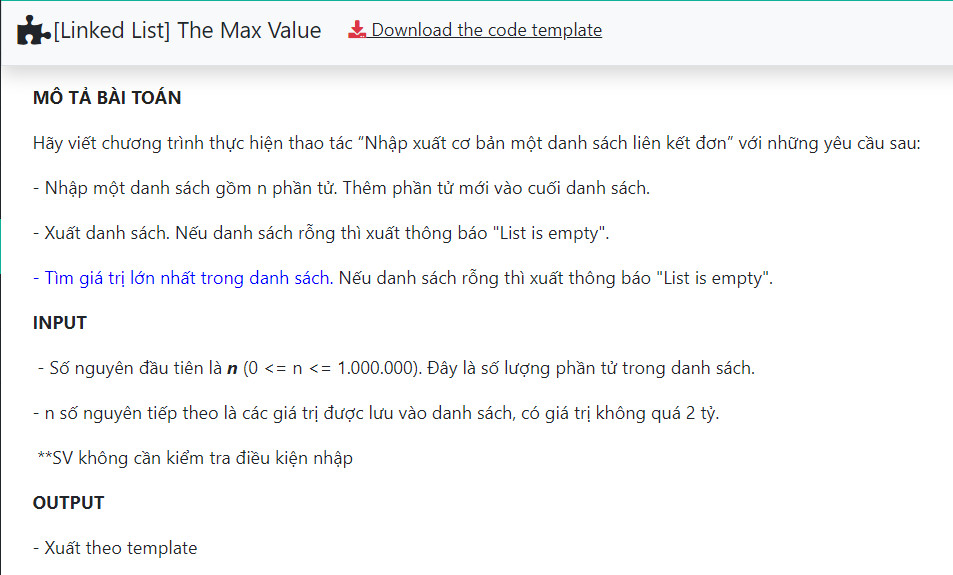 [Linked List] The Max Value Download the code template
MÔ TẢ BÀI TOÁN
Hãy viết chương trình thực hiện thao tác “Nhập xuất cơ bản một danh sách liên kết đơn” với những yêu cầu sau:
- Nhập một danh sách gồm n phần tử. Thêm phần tử mới vào cuối danh sách.
- Xuất danh sách. Nếu danh sách rỗng thì xuất thông báo "List is empty".
- Tìm giá trị lớn nhất trong danh sách. Nếu danh sách rỗng thì xuất thông báo "List is empty".
INPUT
- Số nguyên đầu tiên là n (0 <= n <= 1.000.000). Đây là số lượng phần tử trong danh sách.
- n số nguyên tiếp theo là các giá trị được lưu vào danh sách, có giá trị không quá 2 tỷ.
**SV không cần kiểm tra điều kiện nhập
OUTPUT
- Xuất theo template